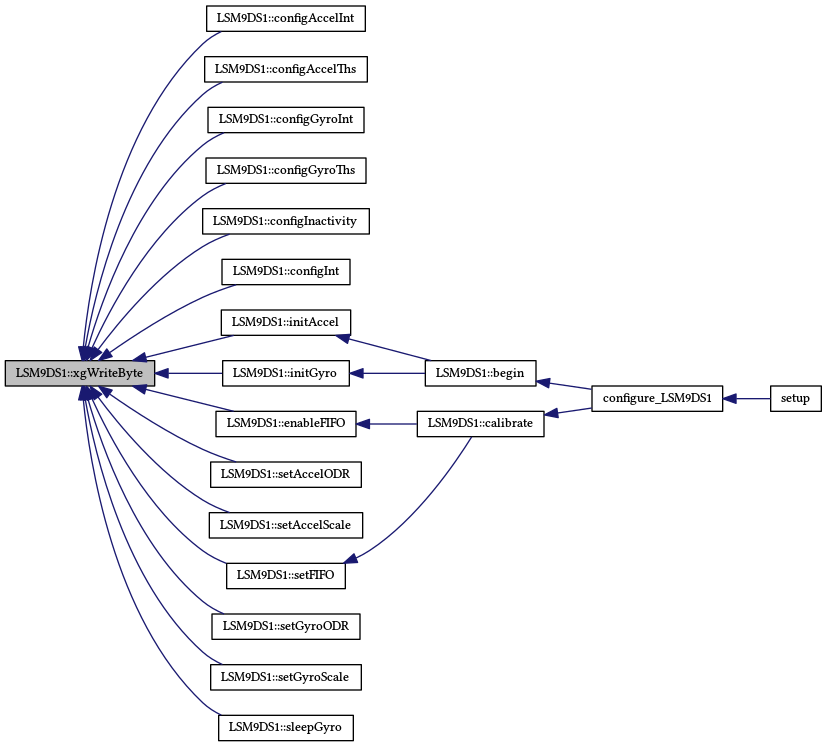 LSM9DS1::configAccelInt
LSM9DS1::configAccelThs
LSM9DS1::configGyroInt
LSM9DS1::configGyroThs
LSM9DS1::configInactivity
LSM9DS1::configInt
LSM9DS1::initAccel
LSM9DS1::xgWriteByte
LSM9DS1::initGyro
LSM9DS1::begin
configure_LSM9DS1
setup
LSM9DS1::enableFIFO
LSM9DS1::calibrate
LSM9DS1::setAccelODR
LSM9DS1::setAccelScale
LSM9DS1::setFIFO
LSM9DS1::setGyroODR
LSM9DS1::setGyroScale
LSM9DS1::sleepGyro